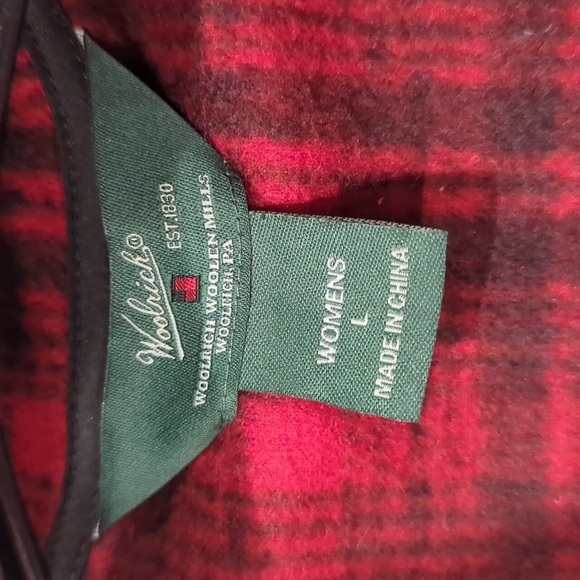 Woolrich®
EST.1830
WOOLRICH WOOLEN MILLS
WOOLRICH, PA
WOMENS
L
MADE IN CHINA